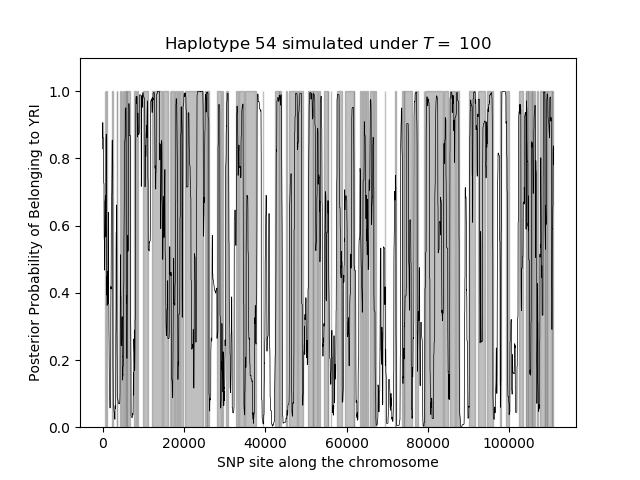 Haplotype 54 simulated under T = 100
Posterior Probability of Belonging to YRI
1.0
0.8
0.6
0.4
0.2
0.0
0 20000 40000 60000 80000 100000
SNP site along the chromosome